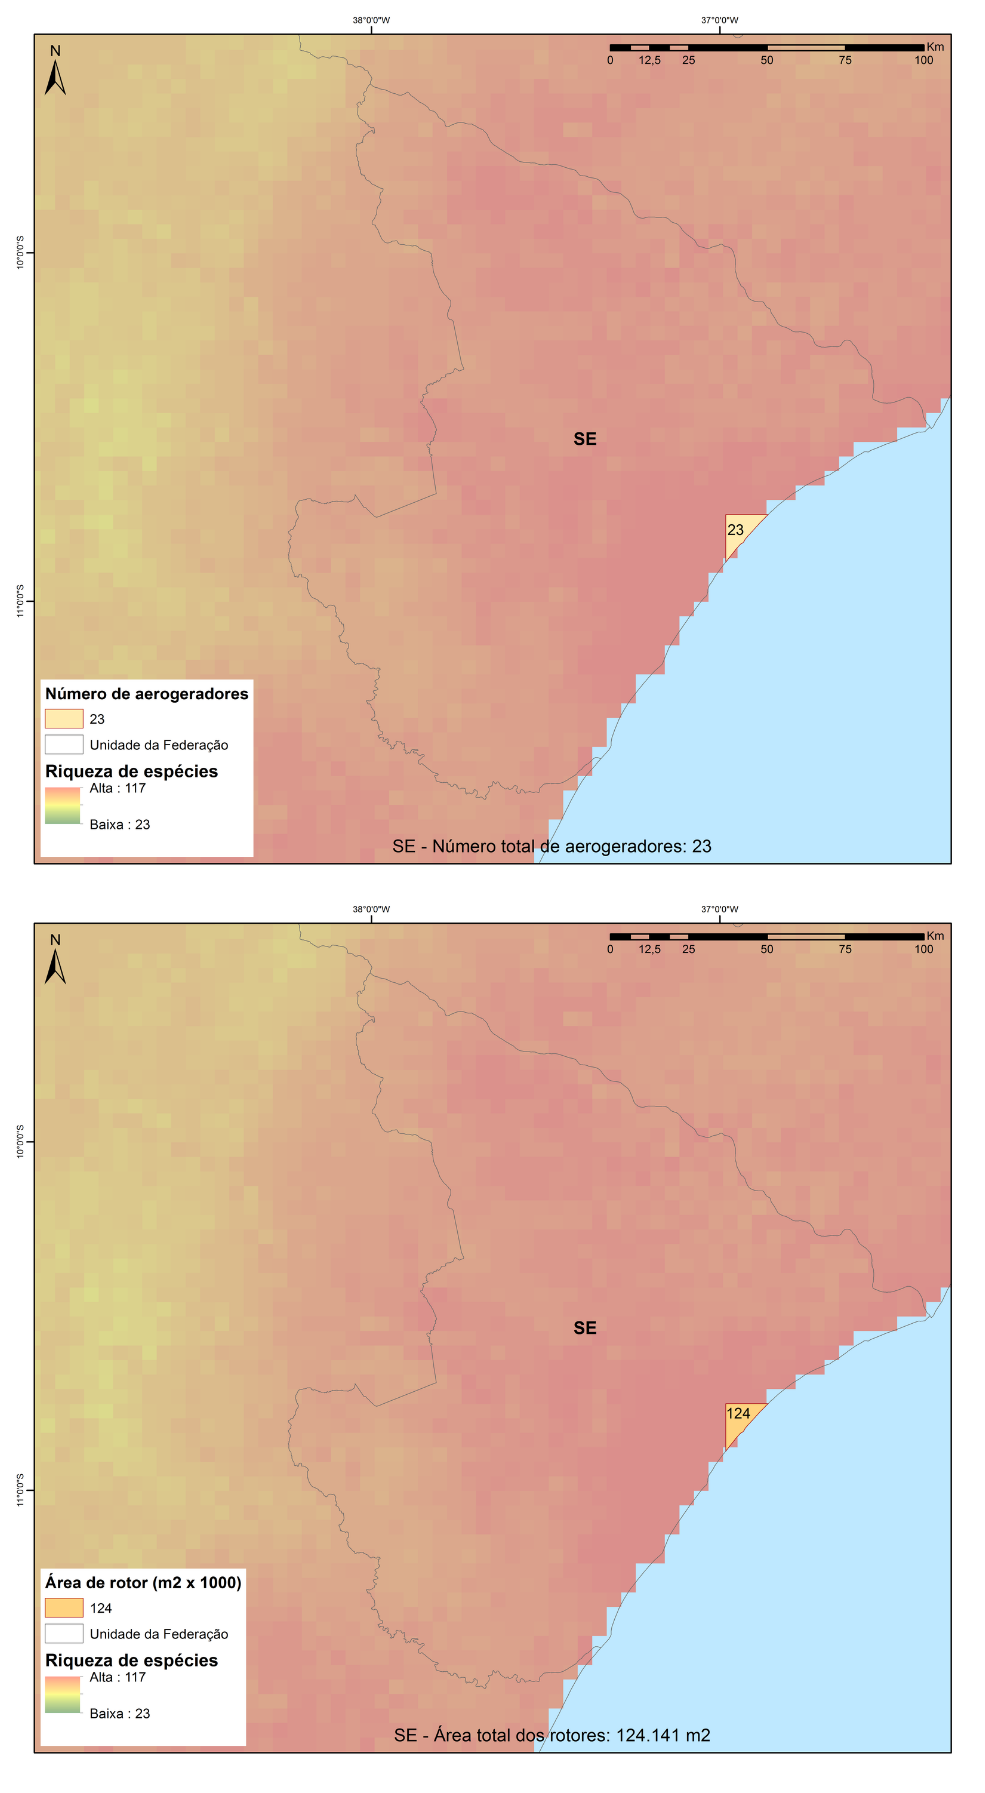 38°0'0"W 37°0'0"W
N
Km
0 12,5 25 50 75 100
10°0'0"S
SE
23
11°0'0"S
Número de aerogeradores
23
Unidade da Federação
Riqueza de espécies
Alta : 117
Baixa : 23
SE - Número total de aerogeradores: 23
38°0'0"W 37°0'0"W
N
Km
0 12,5 25 50 75 100
10°0'0"S
SE
124
11°0'0"S
Área de rotor (m2 x 1000)
124
Unidade da Federação
Riqueza de espécies
Alta : 117
Baixa : 23
SE - Área total dos rotores: 124.141 m2